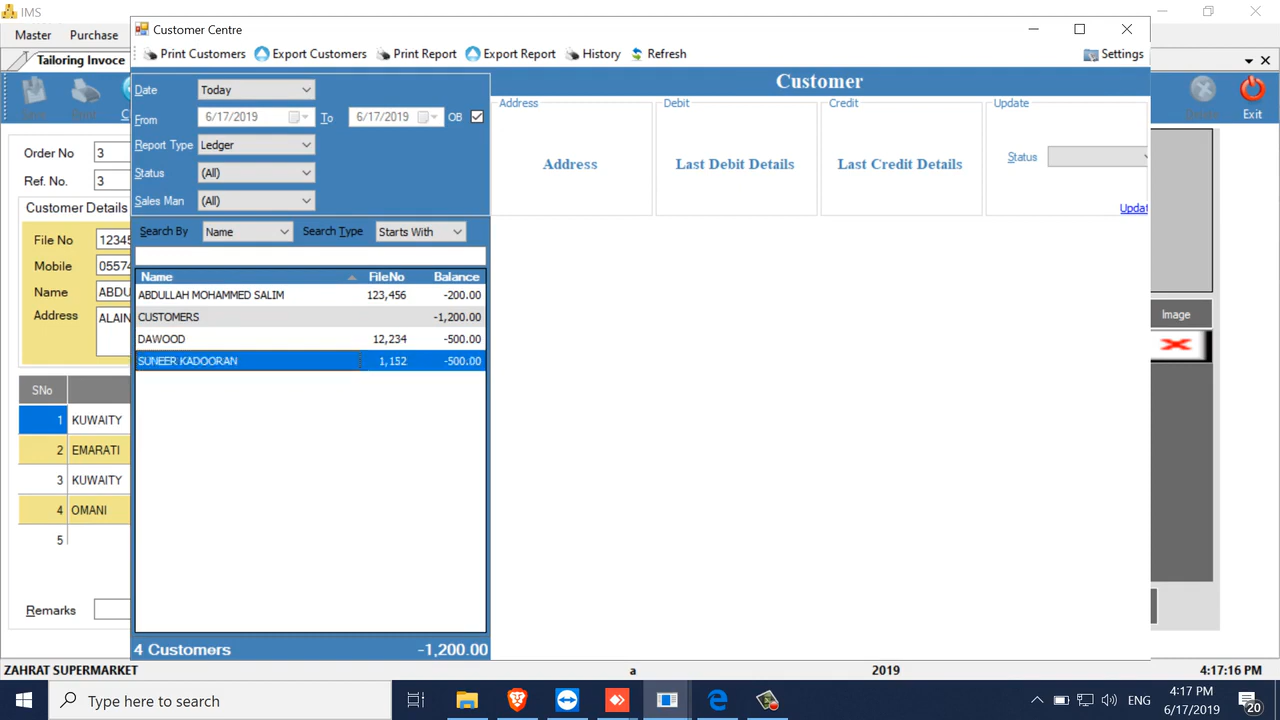 IMS
Customer Centre
Master Purchase
Print Customers Export Customers Print Report Export Report History Refresh Settings
Tailoring Invoce
Date Today
From 6/17/2019 To 6/17/2019 OB
Report Type Ledger
Status (All)
Sales Man (All)
Customer
Address Debit Credit Update
Address Last Debit Details Last Credit Details Status
Exit
Order No 3
Ref. No. 3
Customer Details
File No
Mobile
Name
Address
Search By Name Search Type Starts With
Name FileNo Balance
ABDULLAH MOHAMMED SALIM 123,456 -200.00
CUSTOMERS -1,200.00
DAWOOD 12,234 -500.00
SUNEER KADOORAN 1,152 -500.00
Image
SNo
1 KUWAITY
2 EMARATI
3 KUWAITY
4 OMANI
5
Remarks
4 Customers -1,200.00
ZAHRAT SUPERMARKET a 2019 4:17:16 PM
Type here to search
ENG
4:17 PM
6/17/2019
20